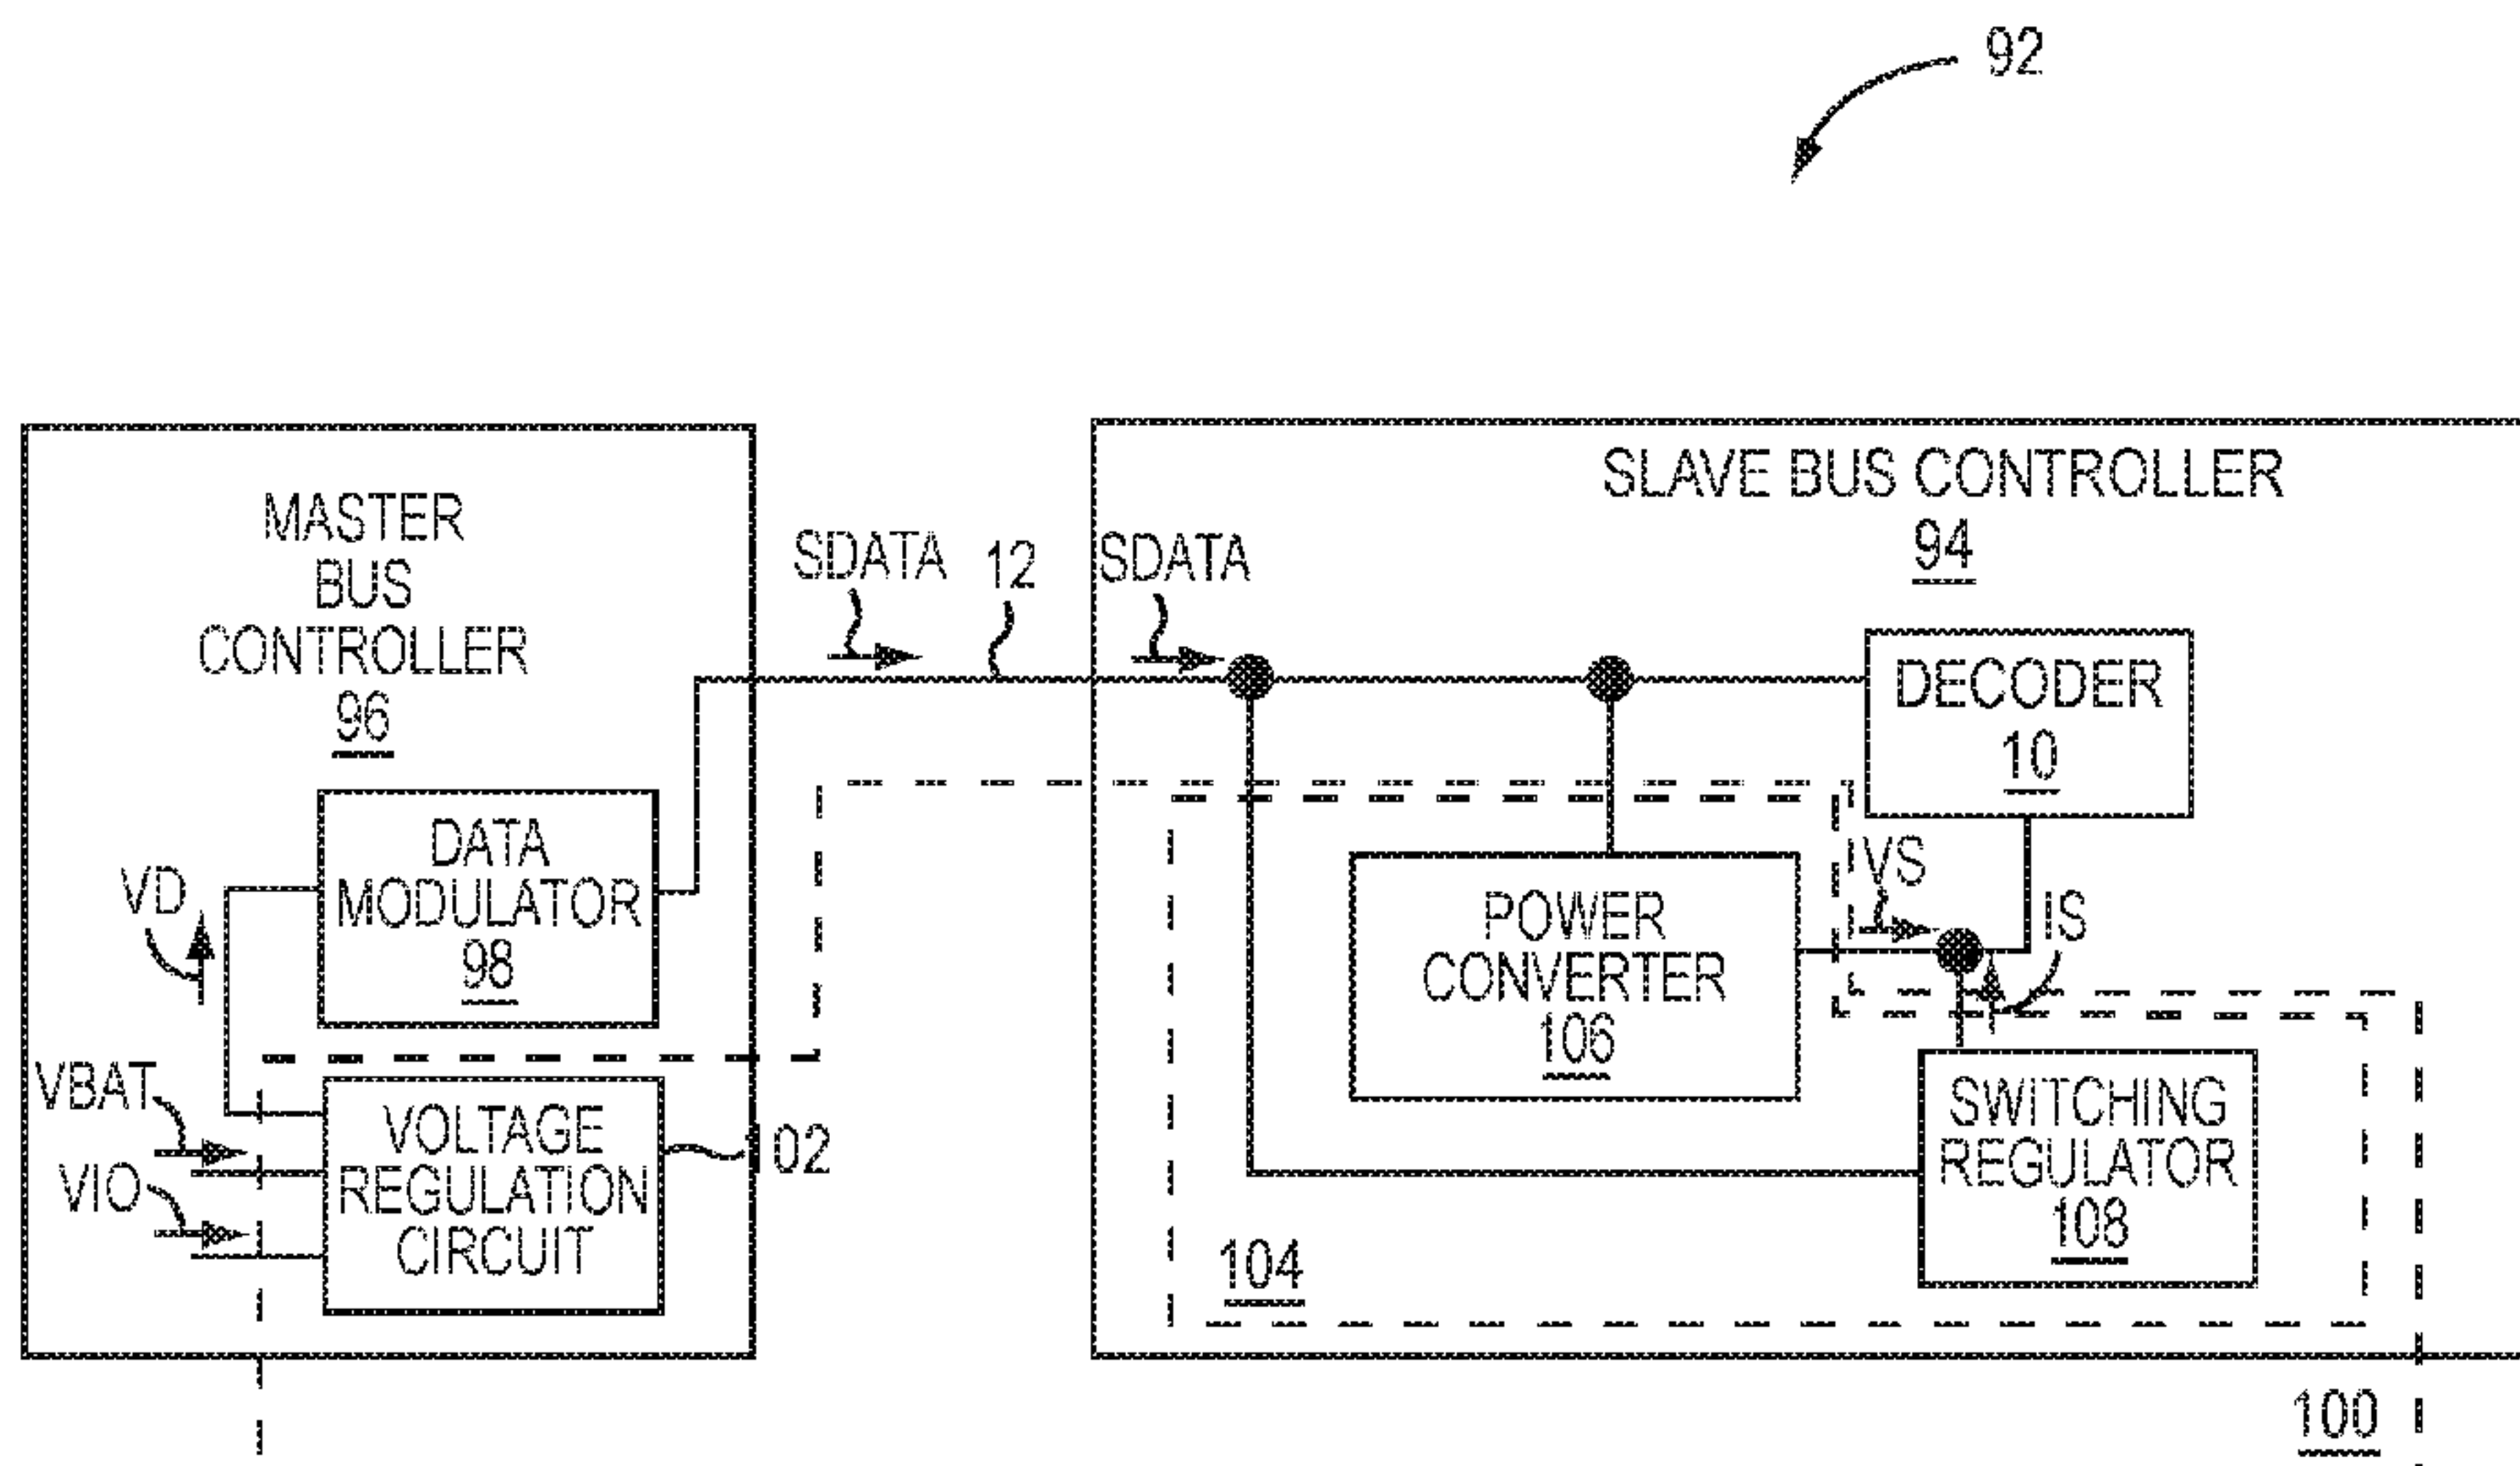 92
MASTER
BUS
CONTROLLER
96
SDATA
12
SDATA
SLAVE BUS CONTROLLER
94
DECODER
10
DATA
MODULATOR
98
VD
VBAT
VIO
VOLTAGE
REGULATION
CIRCUIT
102
POWER
CONVERTER
106
VS
IS
SWITCHING
REGULATOR
108
104
100